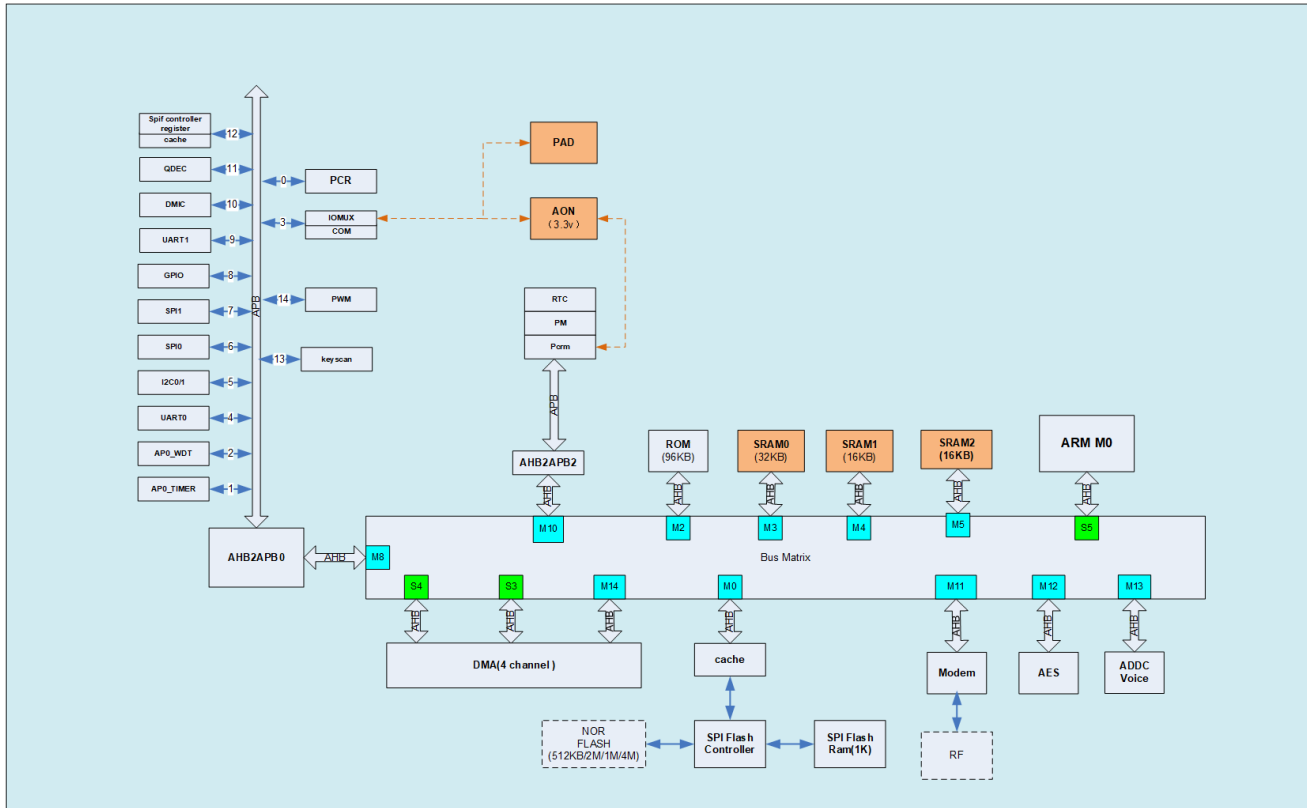 Spif controller
register
cache
12
QDEC
11
DMIC
10
UART1
9
GPIO
8
SPI1
7
SPI0
6
I2C0/1
5
UART0
4
AP0_WDT
2
AP0_TIMER
1
APB
0
PCR
3
IOMUX
COM
14
PWM
13
keyscan
PAD
AON
(3.3v)
RTC
PM
Pcrm
APB
AHB2APB2
AHB
ROM
(96KB)
AHB
SRAM0
(32KB)
AHB
SRAM1
(16KB)
AHB
SRAM2
(16KB)
AHB
ARM M0
AHB
AHB2APB0
AHB
M8
M10
M2
M3
M4
M5
S5
Bus Matrix
S4
S3
M14
M0
M11
M12
M13
AHB
AHB
AHB
AHB
AHB
AHB
AHB
DMA(4 channel )
cache
Modem
AES
ADDC
Voice
NOR
FLASH
(512KB/2M/1M/4M)
SPI Flash
Controller
SPI Flash
Ram(1K)
RF